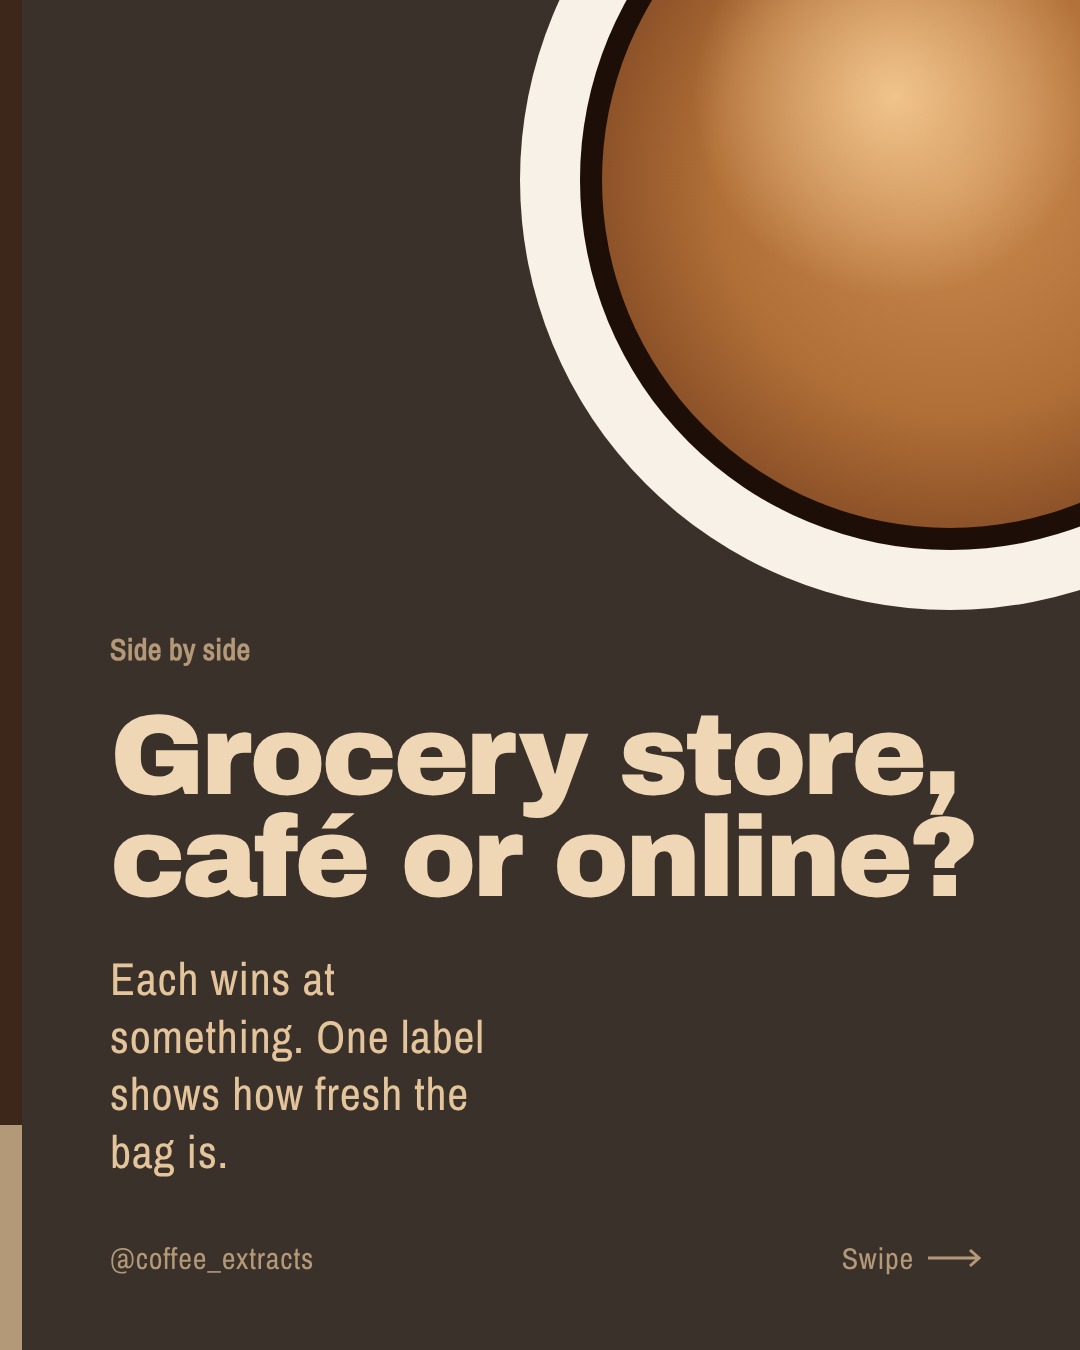 Side by side
Grocery store,
café or online?
Each wins at
something. One label
shows how fresh the
bag is.
@coffee_extracts
Swipe